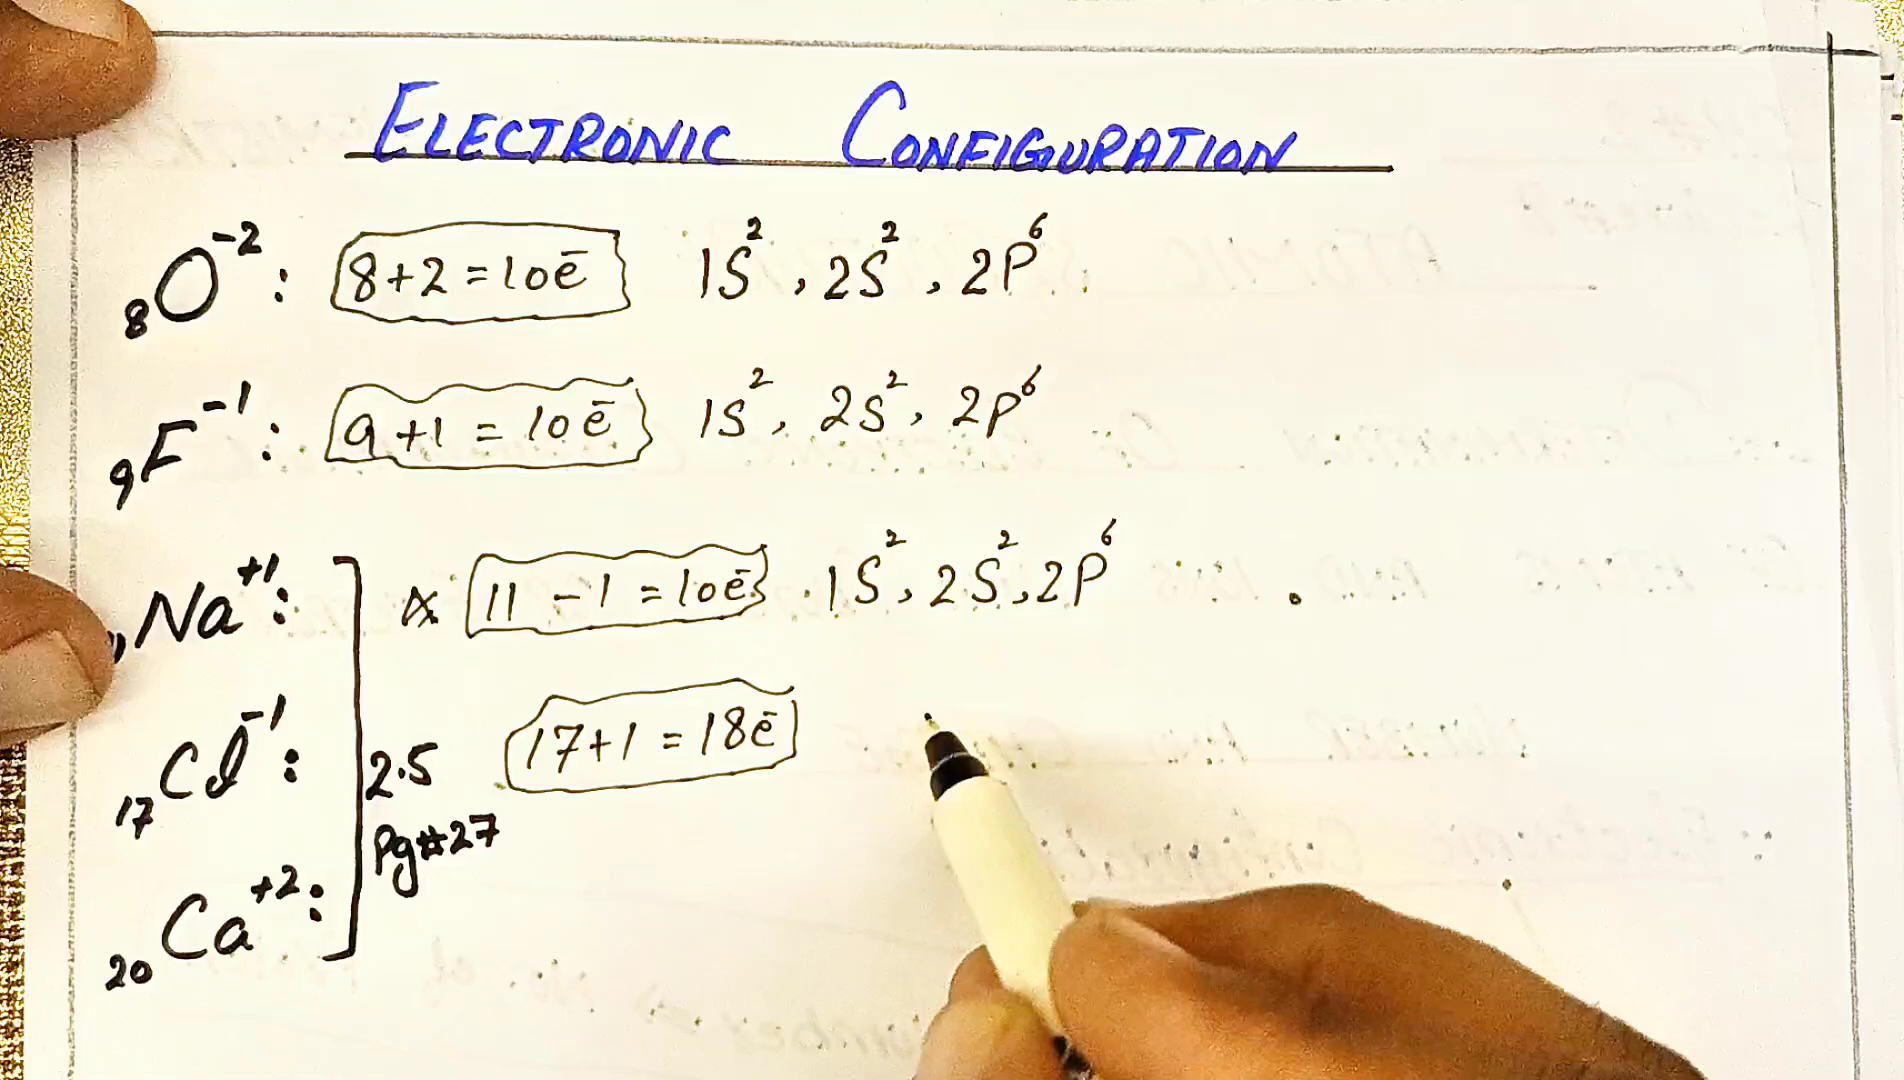 ELECTRONIC CONFIGURATION
₈O⁻²: 8+2=10ē 1S², 2S², 2P⁶
₉F⁻¹: 9+1=10ē 1S², 2S², 2P⁶
₁₁Na⁺¹: 11-1=10ē 1S², 2S², 2P⁶
₁₇Cl⁻¹: 17+1=18ē
2.5
Pg#27
₂₀Ca⁺²: